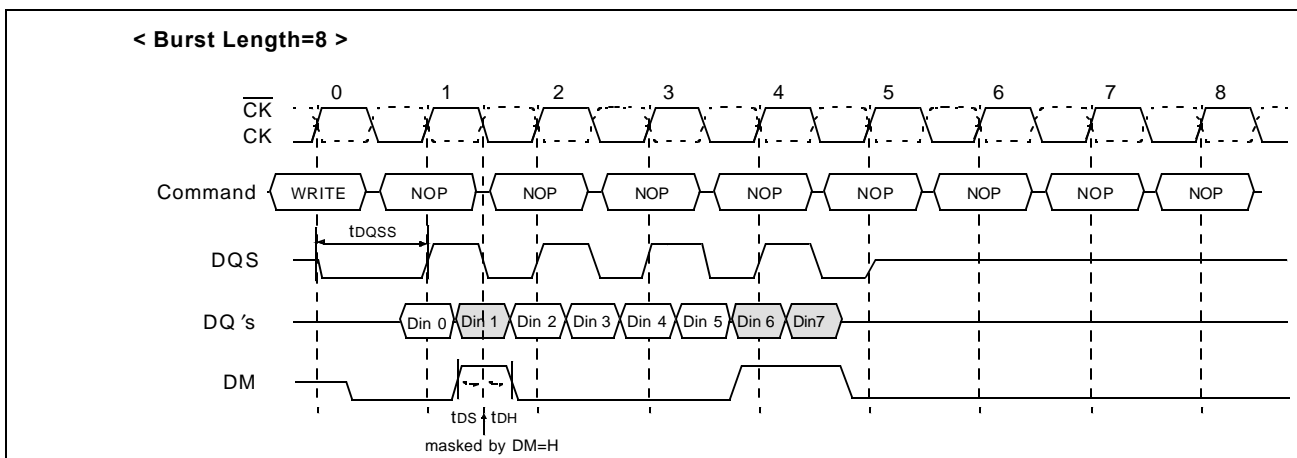 < Burst Length=8 >
0 1 2 3 4 5 6 7 8
CK
CK
Command WRITE NOP NOP NOP NOP NOP NOP NOP NOP
tDQSS
DQS
DQ's Din 0 Din 1 Din 2 Din 3 Din 4 Din 5 Din 6 Din7
DM
tDS tDH
masked by DM=H